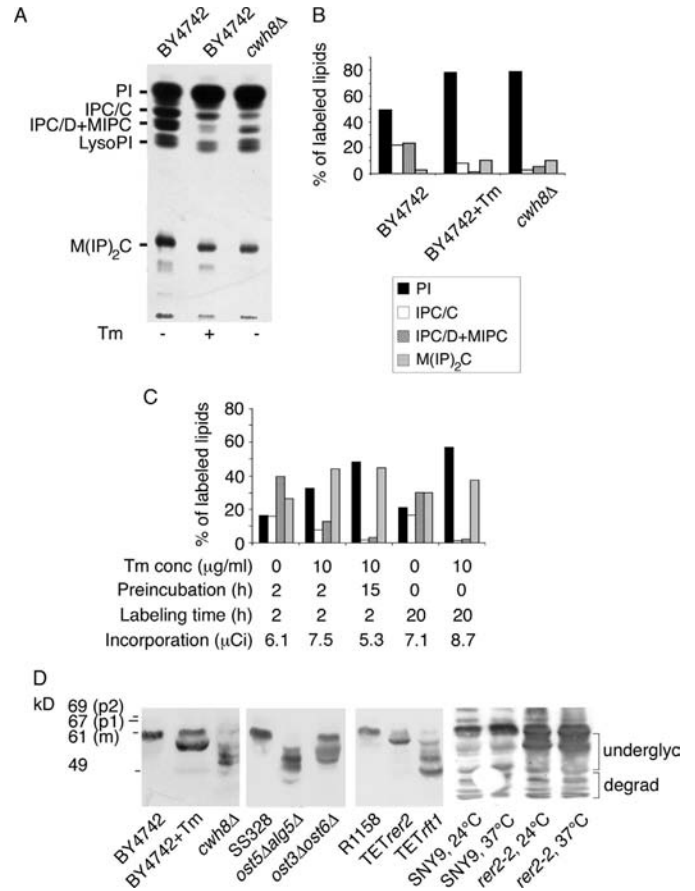 A
BY4742
BY4742
cwh8Δ
PI
IPC/C
IPC/D+MIPC
LysoPI
M(IP)2C
Tm - + -
B
% of labeled lipids
80
60
40
20
0
BY4742
BY4742+Tm
cwh8Δ
PI
IPC/C
IPC/D+MIPC
M(IP)2C
C
% of labeled lipids
80
60
40
20
0
Tm conc (μg/ml) 0 10 10 0 10
Preincubation (h) 2 2 15 0 0
Labeling time (h) 2 2 2 20 20
Incorporation (μCi) 6.1 7.5 5.3 7.1 8.7
D
kD
69 (p2)
67 (p1)
61 (m)
49
underglyc
degrad
BY4742
BY4742+Tm
cwh8Δ
SS328
ost5Δalg5Δ
ost3Δost6Δ
R1158
TETrer2
TETrft1
SNY9, 24°C
SNY9, 37°C
rer2-2, 24°C
rer2-2, 37°C